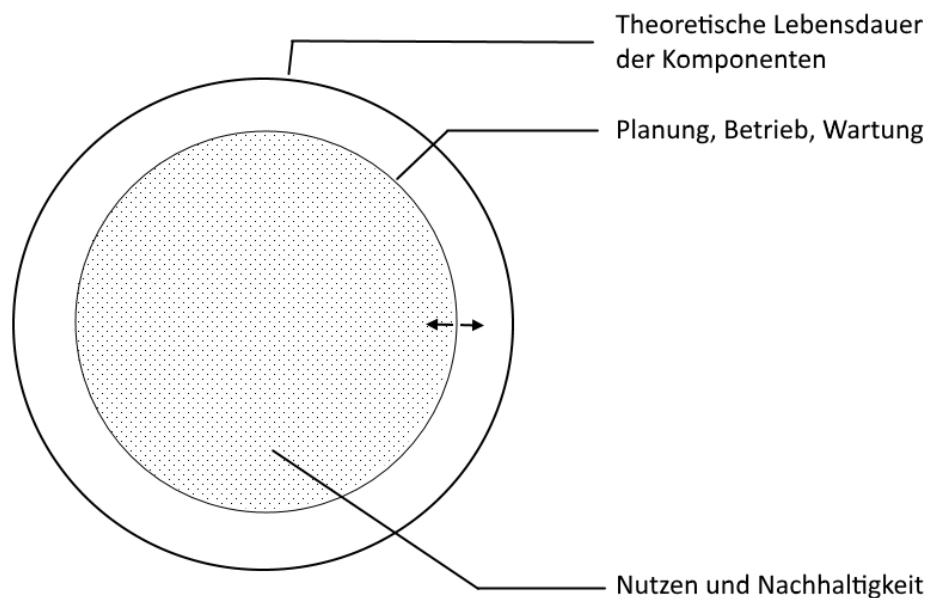 Theoretische Lebensdauer
der Komponenten
Planung, Betrieb, Wartung
Nutzen und Nachhaltigkeit